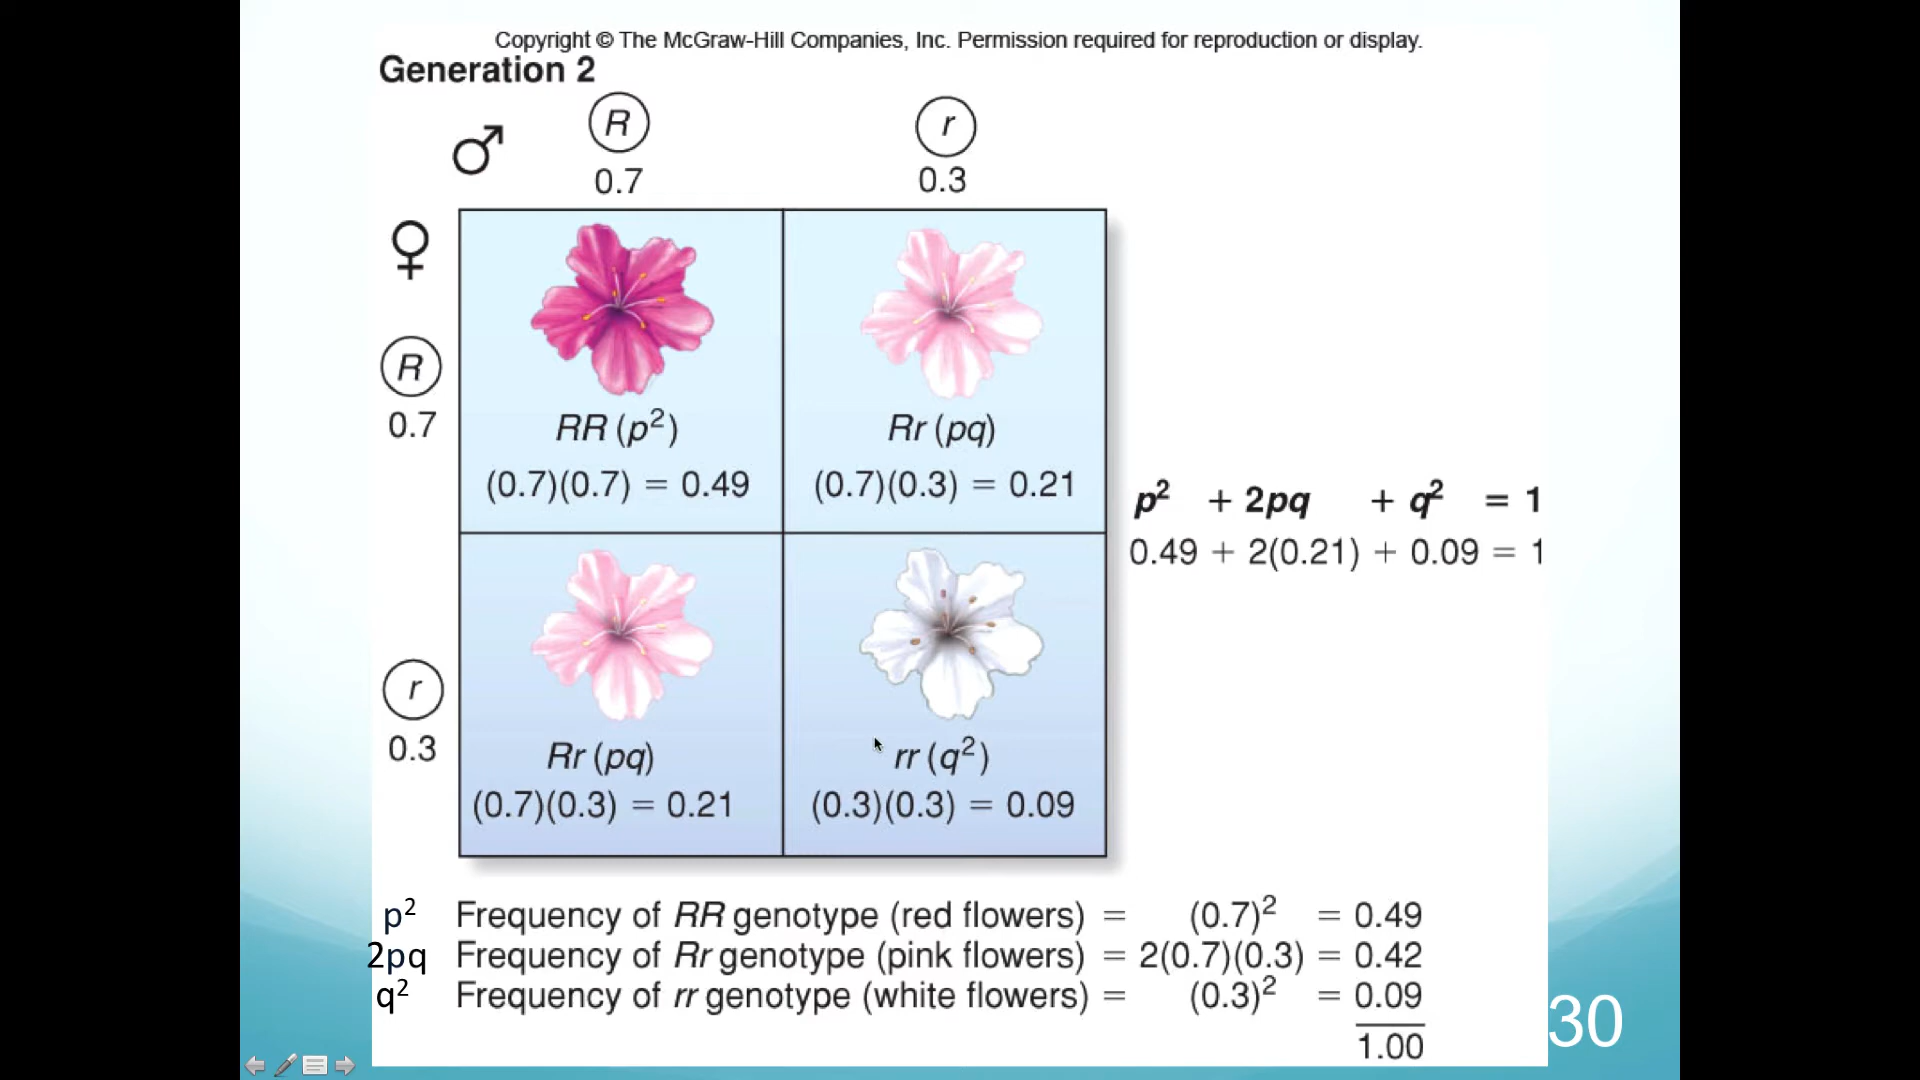 Copyright © The McGraw-Hill Companies, Inc. Permission required for reproduction or display.
Generation 2
♂ R r
0.7 0.3
♀
R
0.7
RR (p²) Rr (pq)
(0.7)(0.7) = 0.49 (0.7)(0.3) = 0.21
p² + 2pq + q² = 1
0.49 + 2(0.21) + 0.09 = 1
r
0.3
Rr (pq) rr (q²)
(0.7)(0.3) = 0.21 (0.3)(0.3) = 0.09
p² Frequency of RR genotype (red flowers) = (0.7)² = 0.49
2pq Frequency of Rr genotype (pink flowers) = 2(0.7)(0.3) = 0.42
q² Frequency of rr genotype (white flowers) = (0.3)² = 0.09
1.00
30